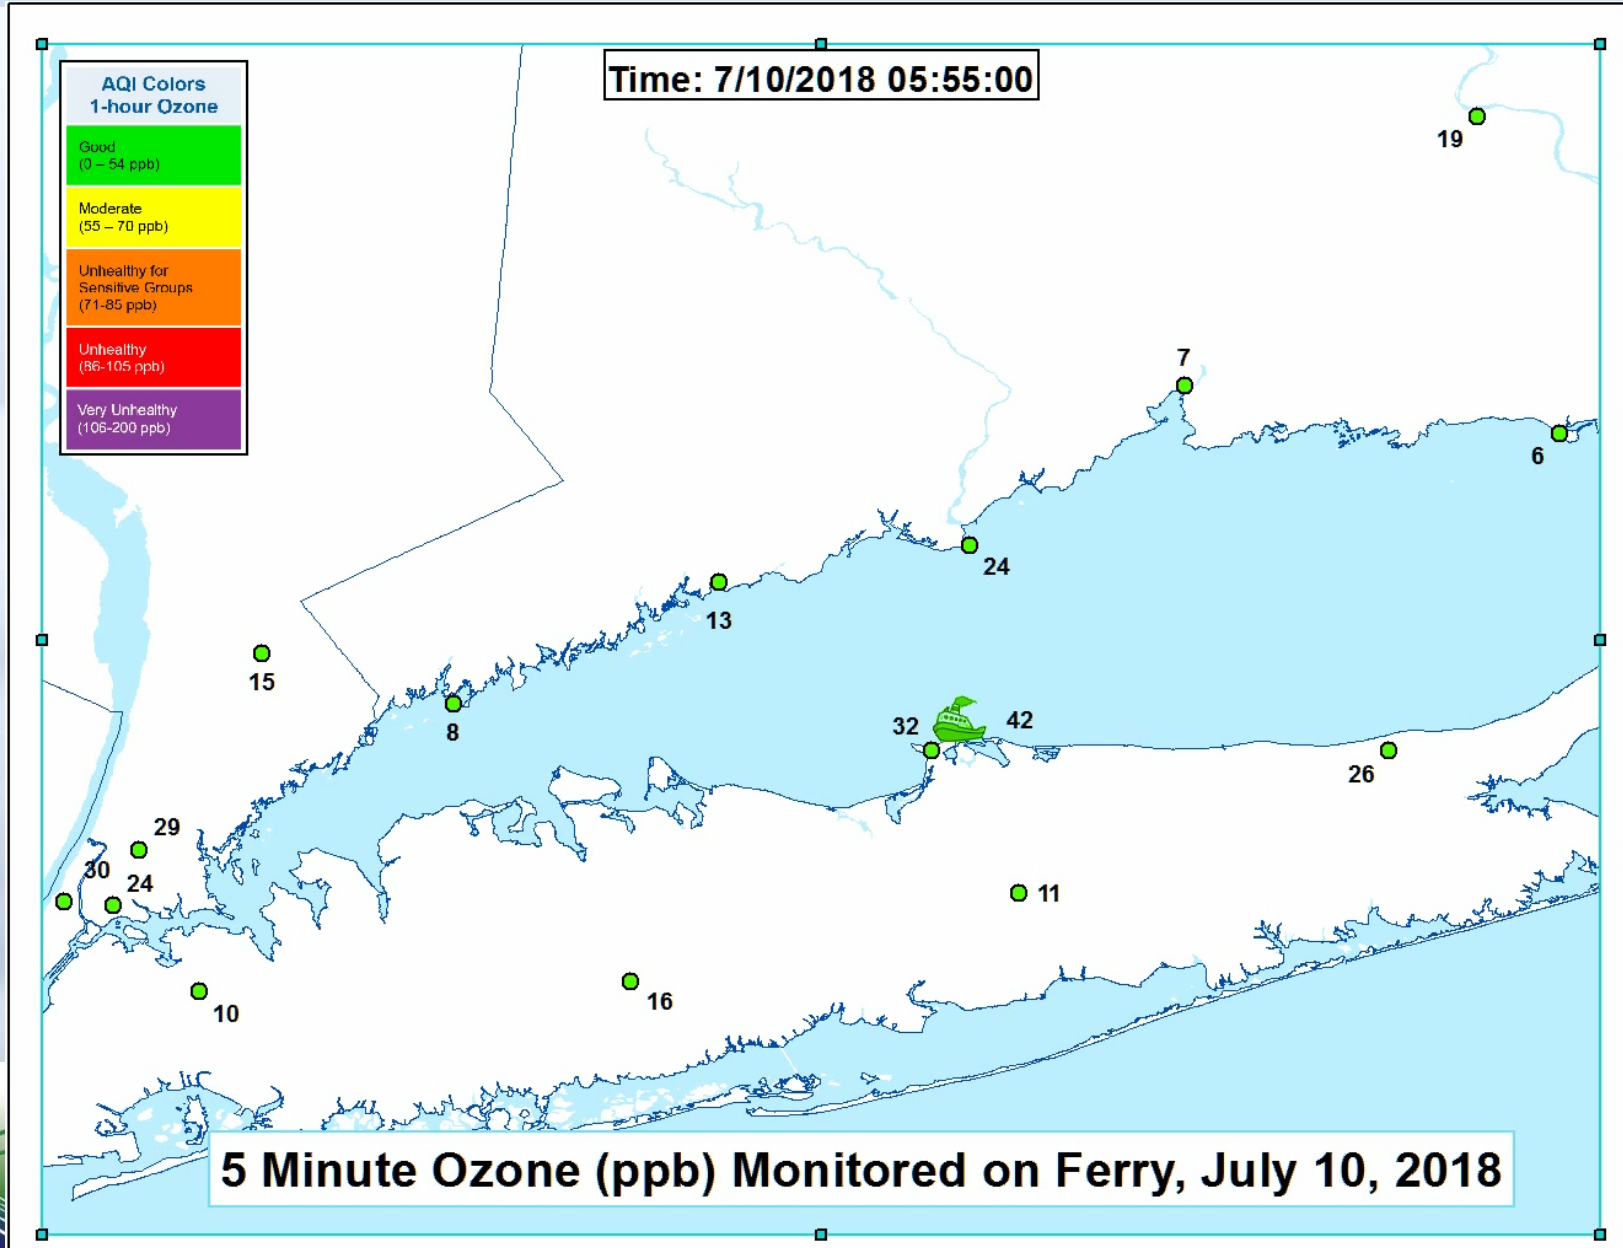 Time: 7/10/2018 05:55:00
AQI Colors
1-hour Ozone
Good
(0 – 54 ppb)
Moderate
(55 – 70 ppb)
Unhealthy for
Sensitive Groups
(71-85 ppb)
Unhealthy
(86-105 ppb)
Very Unhealthy
(106-200 ppb)
19
7
6
24
13
15
8
32
42
26
29
30
24
11
10
16
5 Minute Ozone (ppb) Monitored on Ferry, July 10, 2018